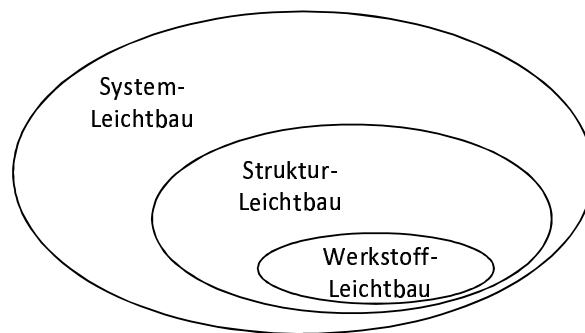 System-
Leichtbau
Struktur-
Leichtbau
Werkstoff-
Leichtbau